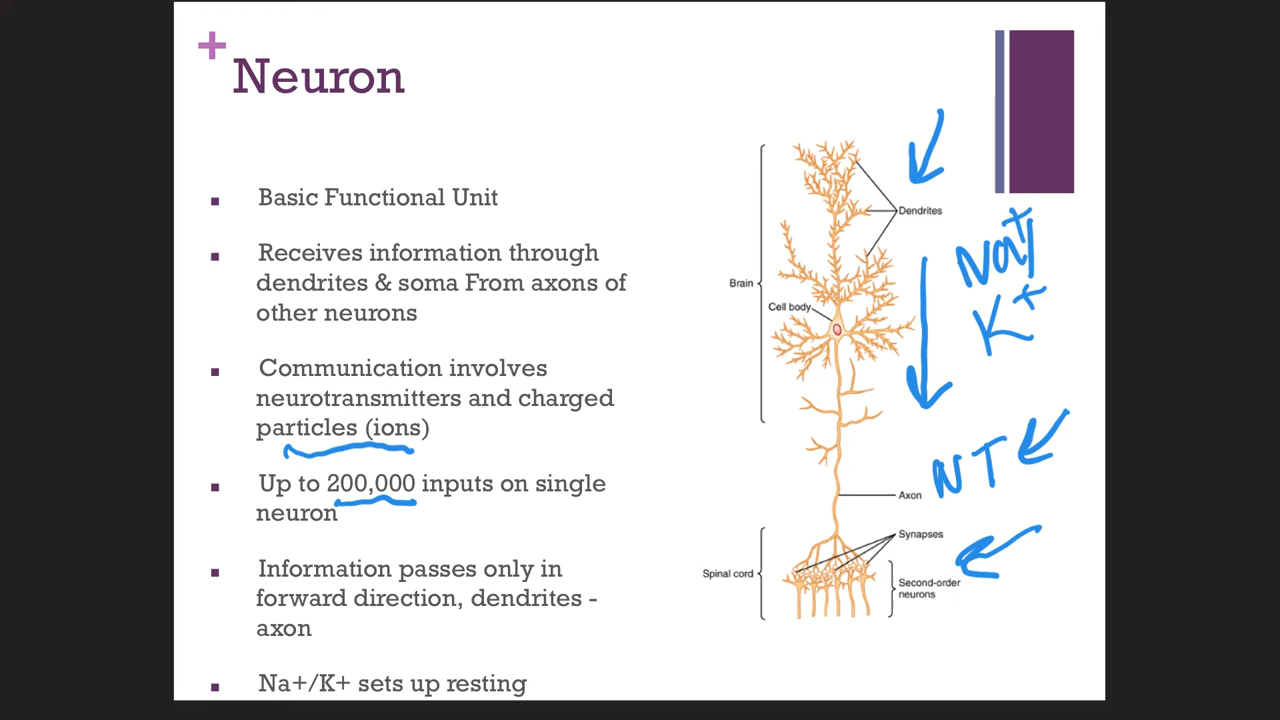 +
Neuron
▪ Basic Functional Unit
▪ Receives information through
dendrites & soma From axons of
other neurons
▪ Communication involves
neurotransmitters and charged
particles (ions)
▪ Up to 200,000 inputs on single
neuron
▪ Information passes only in
forward direction, dendrites -
axon
▪ Na+/K+ sets up resting
Dendrites
Brain
Cell body
Axon
Synapses
Spinal cord
Second-order
neurons
Na+/
K+
NT